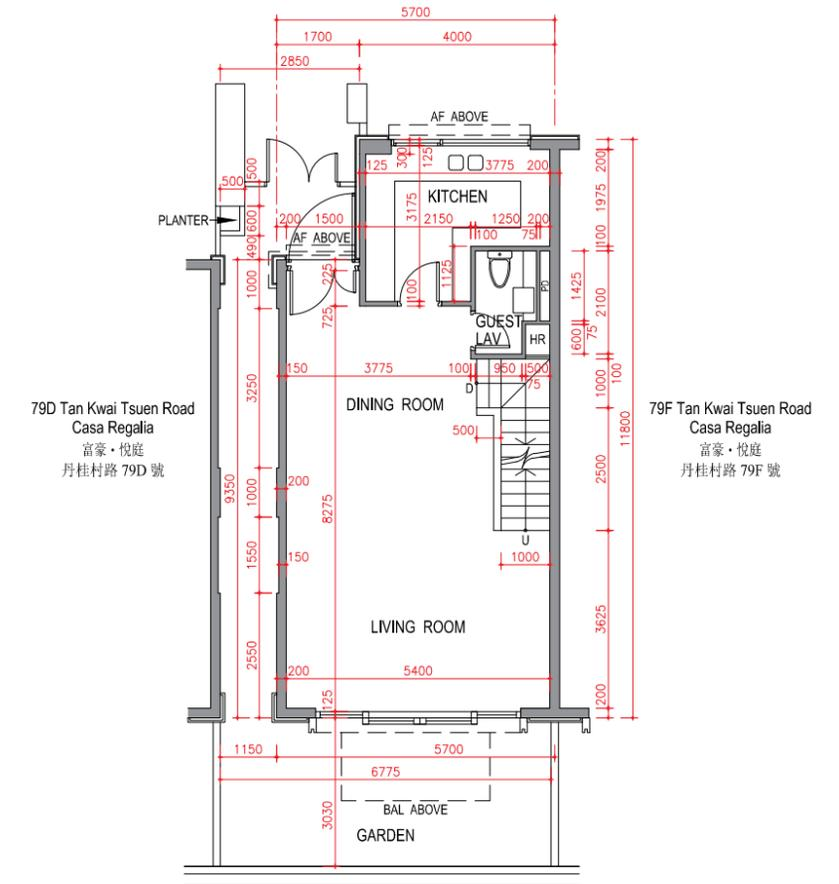 5700
1700
4000
2850
AF ABOVE
125
300
125
3775
200
200
500
500
KITCHEN
3175
1975
PLANTER
600
200
1500
2150
1250
200
AF ABOVE
100
75
100
490
1000
225
1125
100
1425
2100
PD
725
GUEST
LAV
HR
600
75
150
3775
100
950
500
75
1000
100
D
DINING ROOM
3250
500
11800
79D Tan Kwai Tsuen Road
Casa Regalia
富豪・悅庭
丹桂村路 79D 號
79F Tan Kwai Tsuen Road
Casa Regalia
富豪・悅庭
丹桂村路 79F 號
9350
1000
200
8275
2500
U
1550
150
1000
LIVING ROOM
3625
2550
200
5400
125
200
1150
5700
6775
3030
BAL ABOVE
GARDEN